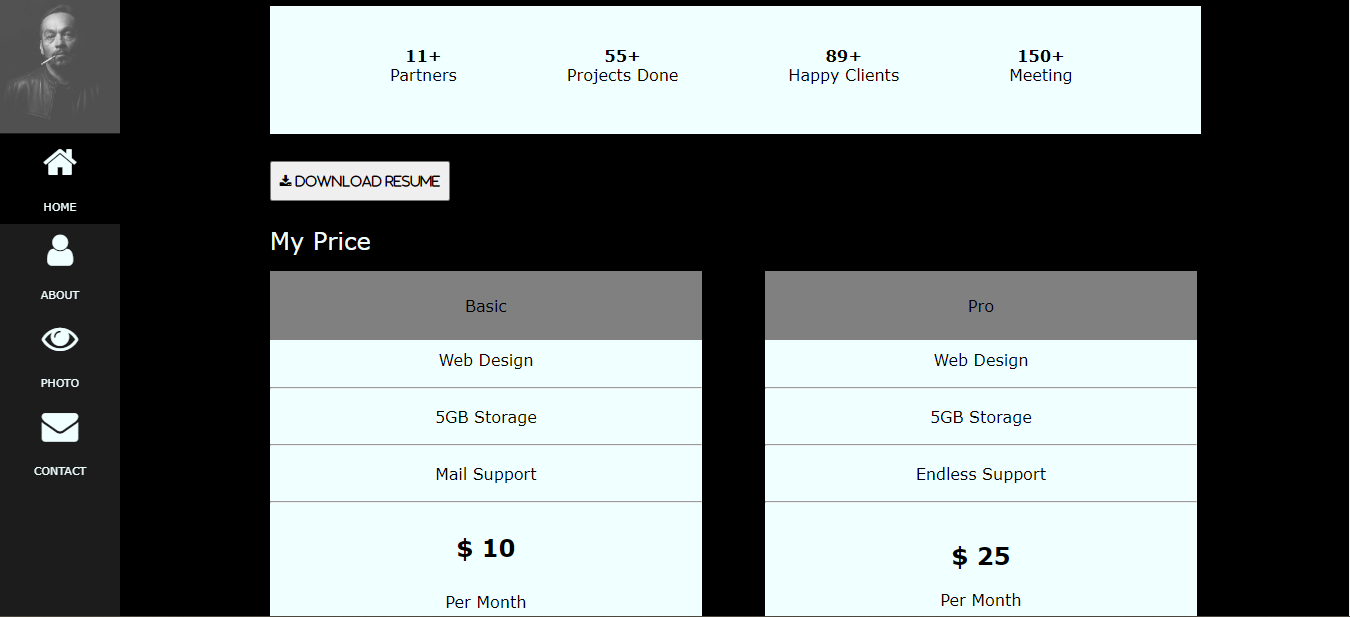 11+ 55+ 89+ 150+
Partners Projects Done Happy Clients Meeting
HOME
ABOUT
PHOTO
CONTACT
DOWNLOAD RESUME
My Price
Basic
Web Design
5GB Storage
Mail Support
$ 10
Per Month
Pro
Web Design
5GB Storage
Endless Support
$ 25
Per Month